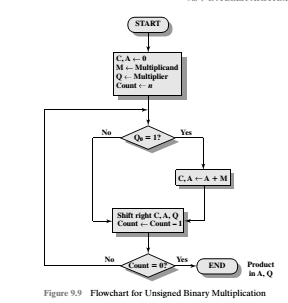 START
C, A ← 0
M ← Multiplicand
Q ← Multiplier
Count ← n
No
Q₀ = 1?
Yes
C, A ← A + M
Shift right C, A, Q
Count ← Count – 1
No
Count = 0?
Yes
END
Product
in A, Q
Figure 9.9 Flowchart for Unsigned Binary Multiplication